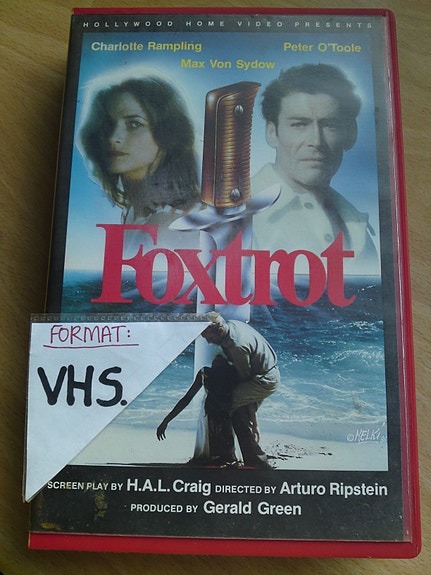 HOLLYWOOD HOME VIDEO PRESENTS
Charlotte Rampling Peter O'Toole
Max Von Sydow
Foxtrot
FORMAT:
VHS.
©MELKI
SCREEN PLAY BY H.A.L. Craig DIRECTED BY Arturo Ripstein
PRODUCED BY Gerald Green